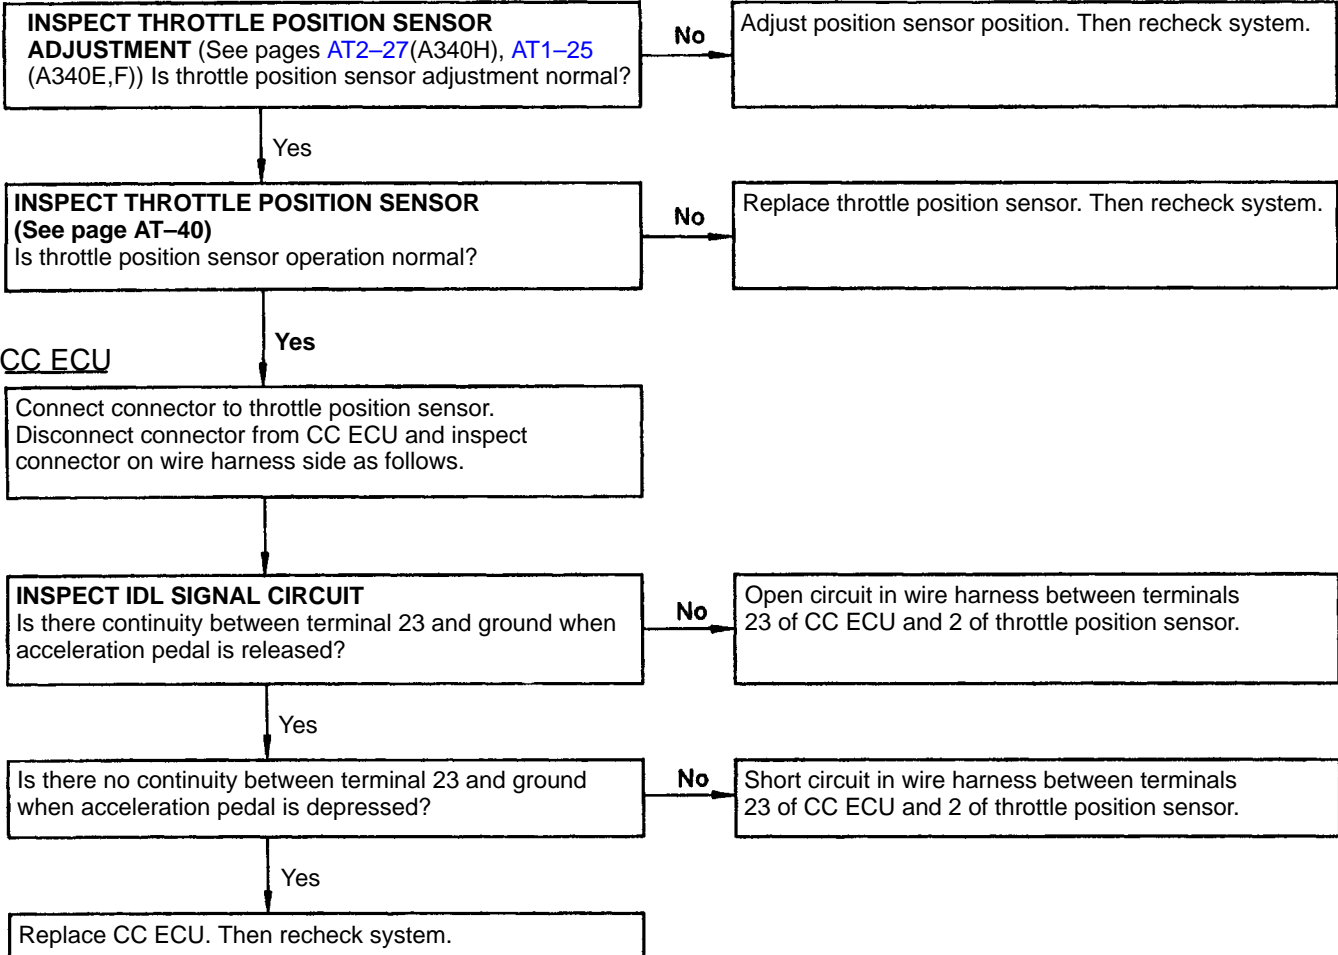 INSPECT THROTTLE POSITION SENSOR
ADJUSTMENT (See pages AT2–27(A340H), AT1–25
(A340E,F)) Is throttle position sensor adjustment normal?
No
Adjust position sensor position. Then recheck system.
Yes
INSPECT THROTTLE POSITION SENSOR
(See page AT–40)
Is throttle position sensor operation normal?
No
Replace throttle position sensor. Then recheck system.
Yes
CC ECU
Connect connector to throttle position sensor.
Disconnect connector from CC ECU and inspect
connector on wire harness side as follows.
INSPECT IDL SIGNAL CIRCUIT
Is there continuity between terminal 23 and ground when
acceleration pedal is released?
No
Open circuit in wire harness between terminals
23 of CC ECU and 2 of throttle position sensor.
Yes
Is there no continuity between terminal 23 and ground
when acceleration pedal is depressed?
No
Short circuit in wire harness between terminals
23 of CC ECU and 2 of throttle position sensor.
Yes
Replace CC ECU. Then recheck system.